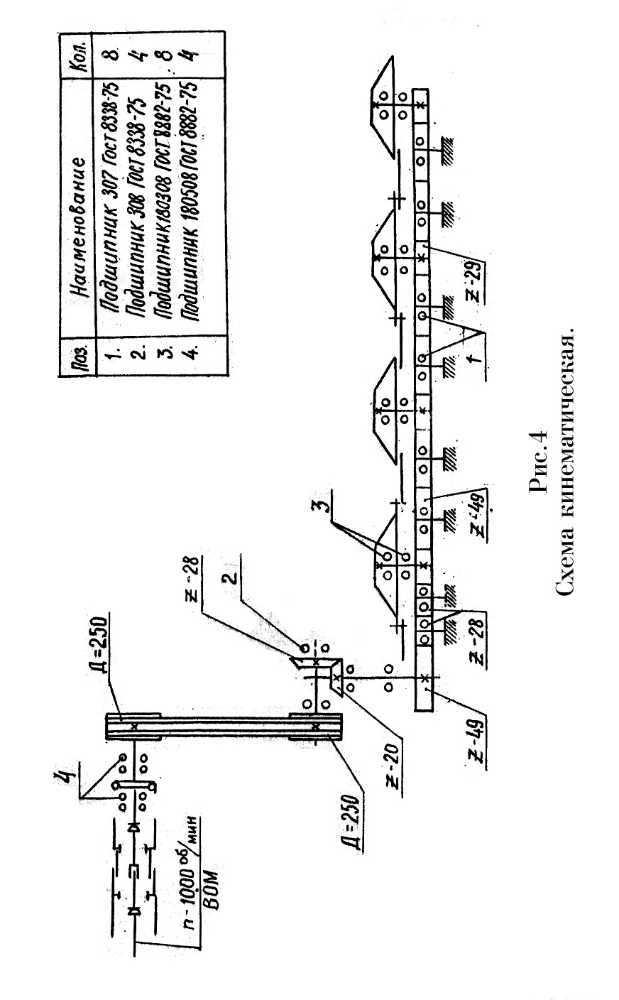 Поз. Наименование Кол.
1. Подшипник 307 Гост 8338-75 8
2. Подшипник 308 Гост 8338-75 4
3. Подшипник 180308 Гост 8882-75 8
4. Подшипник 180508 Гост 8882-75 4
n-1000 об/мин
ВОМ
4
Д=250
Д=250
Z-28
2
Z-20
3
Z-49
Z-28
Z-49
1
Z-29
Рис.4
Схема кинематическая.